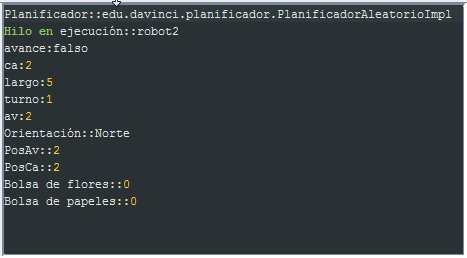 Planificador::edu.davinci.planificador.PlanificadorAleatorioImpl
Hilo en ejecución::robot2
avance:falso
ca:2
largo:5
turno:1
av:2
Orientación::Norte
PosAv::2
PosCa::2
Bolsa de flores::0
Bolsa de papeles::0